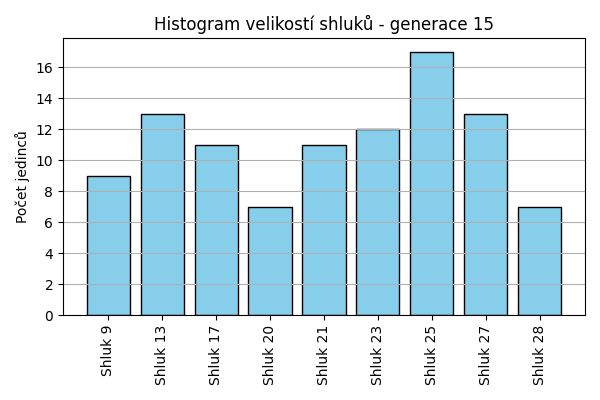 Histogram velikostí shluků - generace 15
Počet jedinců
16
14
12
10
8
6
4
2
0
Shluk 9
Shluk 13
Shluk 17
Shluk 20
Shluk 21
Shluk 23
Shluk 25
Shluk 27
Shluk 28